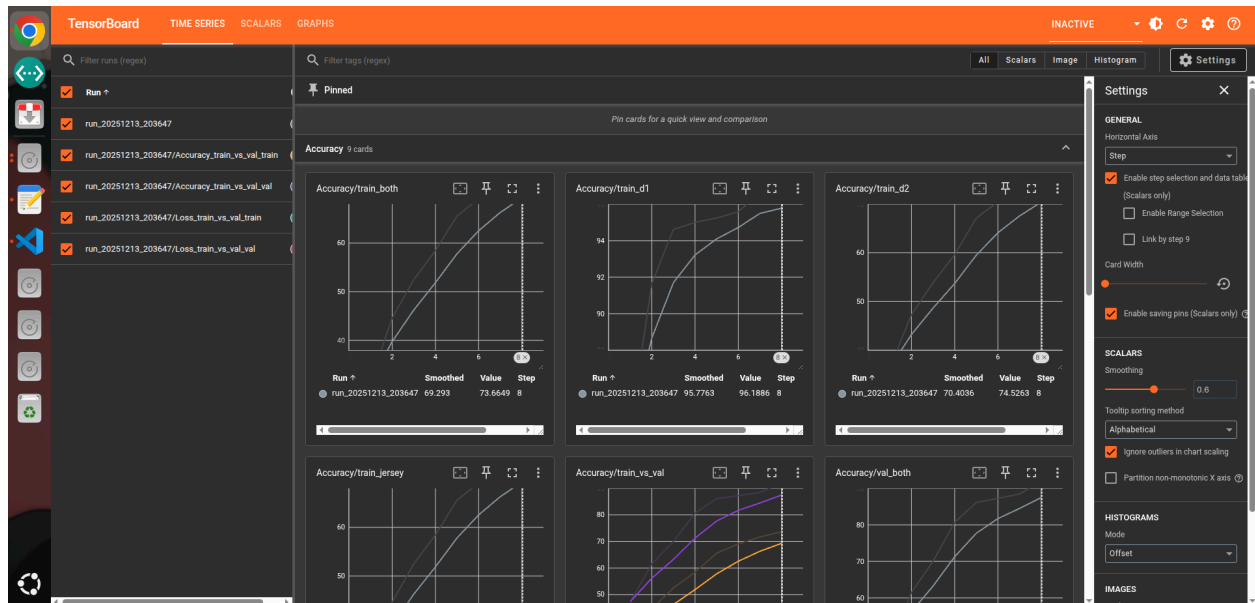 TensorBoard TIME SERIES SCALARS GRAPHS INACTIVE
Filter runs (regex)
Run ↑
run_20251213_203647
run_20251213_203647/Accuracy_train_vs_val_train
run_20251213_203647/Accuracy_train_vs_val_val
run_20251213_203647/Loss_train_vs_val_train
run_20251213_203647/Loss_train_vs_val_val
Filter tags (regex) All Scalars Image Histogram Settings
Pinned
Pin cards for a quick view and comparison
Accuracy 9 cards
Accuracy/train_both
60
50
40
2 4 6 8 ×
Run ↑ Smoothed Value Step
run_20251213_203647 69.293 73.6649 8
Accuracy/train_d1
94
92
90
2 4 6 8 ×
Run ↑ Smoothed Value Step
run_20251213_203647 95.7763 96.1886 8
Accuracy/train_d2
60
50
2 4 6 8 ×
Run ↑ Smoothed Value Step
run_20251213_203647 70.4036 74.5263 8
Accuracy/train_jersey
60
50
Accuracy/train_vs_val
80
70
60
50
Accuracy/val_both
80
70
60
Settings
GENERAL
Horizontal Axis
Step
Enable step selection and data table
(Scalars only)
Enable Range Selection
Link by step 9
Card Width
Enable saving pins (Scalars only)
SCALARS
Smoothing
0.6
Tooltip sorting method
Alphabetical
Ignore outliers in chart scaling
Partition non-monotonic X axis
HISTOGRAMS
Mode
Offset
IMAGES